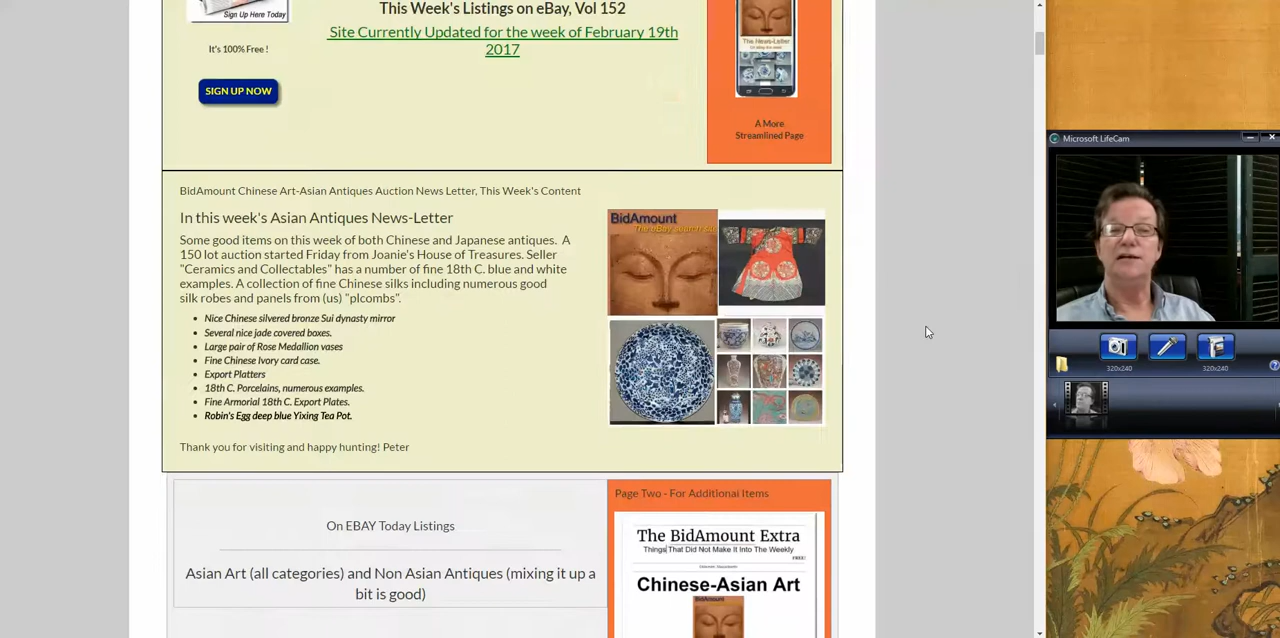 Sign Up Here Today
It's 100% Free !
SIGN UP NOW
This Week's Listings on eBay, Vol 152
Site Currently Updated for the week of February 19th
2017
The News-Letter
A More
Streamlined Page
BidAmount Chinese Art-Asian Antiques Auction News Letter, This Week's Content
In this week's Asian Antiques News-Letter
Some good items on this week of both Chinese and Japanese antiques. A
150 lot auction started Friday from Joanie's House of Treasures. Seller
"Ceramics and Collectables" has a number of fine 18th C. blue and white
examples. A collection of fine Chinese silks including numerous good
silk robes and panels from (us) "plcombs".
Nice Chinese silvered bronze Sui dynasty mirror
Several nice jade covered boxes.
Large pair of Rose Medallion vases
Fine Chinese Ivory card case.
Export Platters
18th C. Porcelains, numerous examples.
Fine Armorial 18th C. Export Plates.
Robin's Egg deep blue Yixing Tea Pot.
Thank you for visiting and happy hunting! Peter
BidAmount
The eBay search site
On EBAY Today Listings
Asian Art (all categories) and Non Asian Antiques (mixing it up a
bit is good)
Page Two - For Additional Items
The BidAmount Extra
Things That Did Not Make It Into The Weekly
FREE!
Chinese-Asian Art
BidAmount
Microsoft LifeCam
320x240
320x240